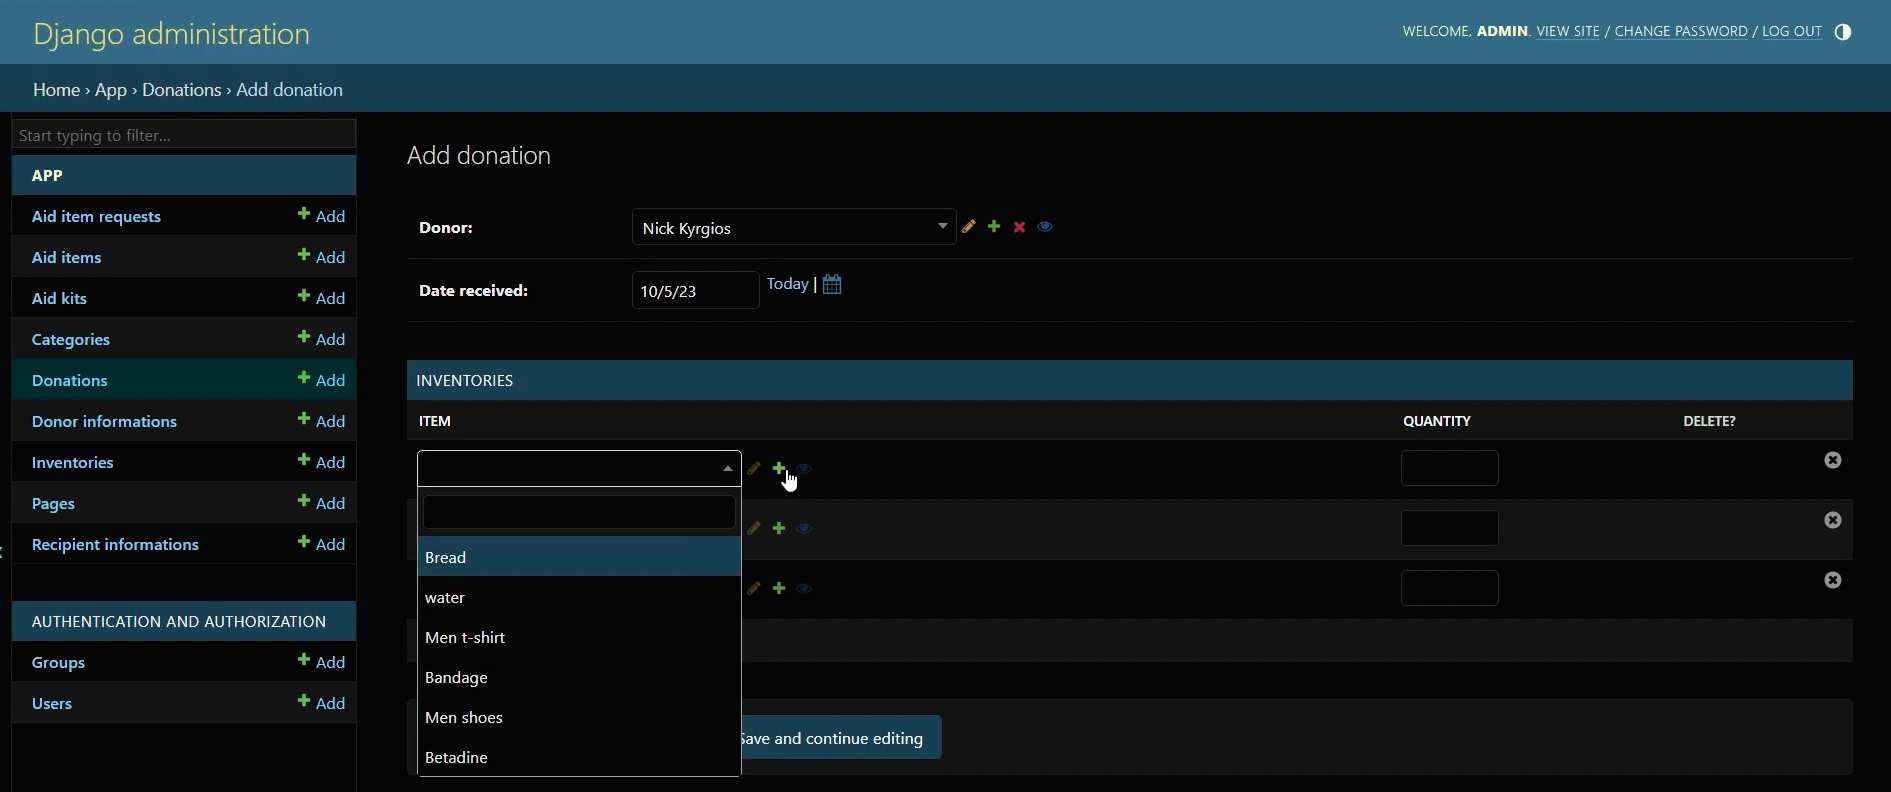 Django administration
WELCOME, ADMIN. VIEW SITE / CHANGE PASSWORD / LOG OUT
Home › App › Donations › Add donation
Start typing to filter...
APP
Aid item requests Add
Aid items Add
Aid kits Add
Categories Add
Donations Add
Donor informations Add
Inventories Add
Pages Add
Recipient informations Add
AUTHENTICATION AND AUTHORIZATION
Groups Add
Users Add
Add donation
Donor: Nick Kyrgios
Date received: 10/5/23 Today |
INVENTORIES
ITEM QUANTITY DELETE?
Bread
water
Men t-shirt
Bandage
Men shoes
Betadine
Save and continue editing